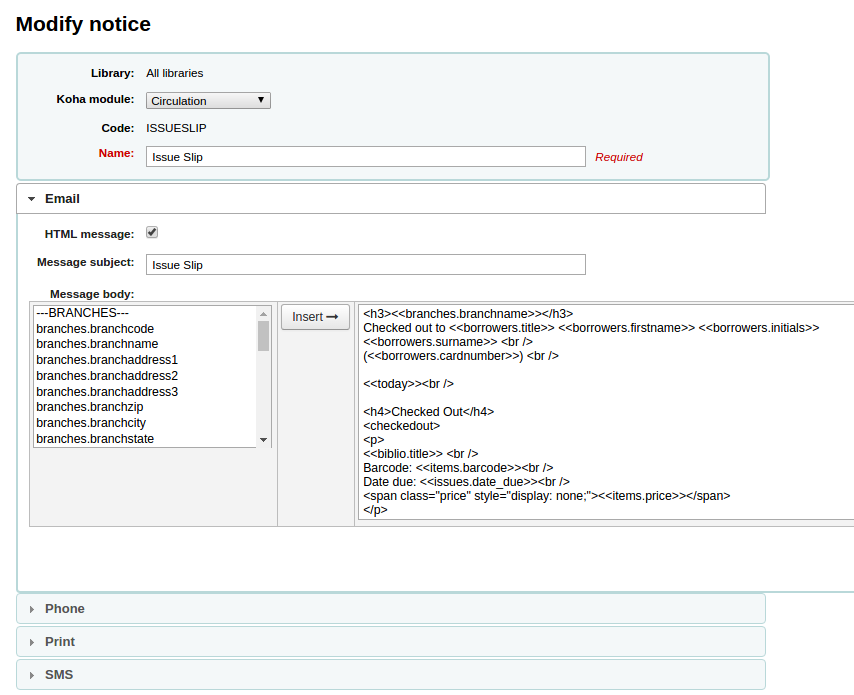 Modify notice
Library: All libraries
Koha module: Circulation
Code: ISSUESLIP
Name: Issue Slip Required
Email
HTML message:
Message subject: Issue Slip
Message body:
---BRANCHES---
branches.branchcode
branches.branchname
branches.branchaddress1
branches.branchaddress2
branches.branchaddress3
branches.branchzip
branches.branchcity
branches.branchstate
Insert →
<h3><<branches.branchname>></h3>
Checked out to <<borrowers.title>> <<borrowers.firstname>> <<borrowers.initials>>
<<borrowers.surname>> <br />
(<<borrowers.cardnumber>>) <br />
<<today>><br />
<h4>Checked Out</h4>
<checkedout>
<p>
<<biblio.title>> <br />
Barcode: <<items.barcode>><br />
Date due: <<issues.date_due>><br />
<span class="price" style="display: none;"><<items.price>></span>
</p>
Phone
Print
SMS